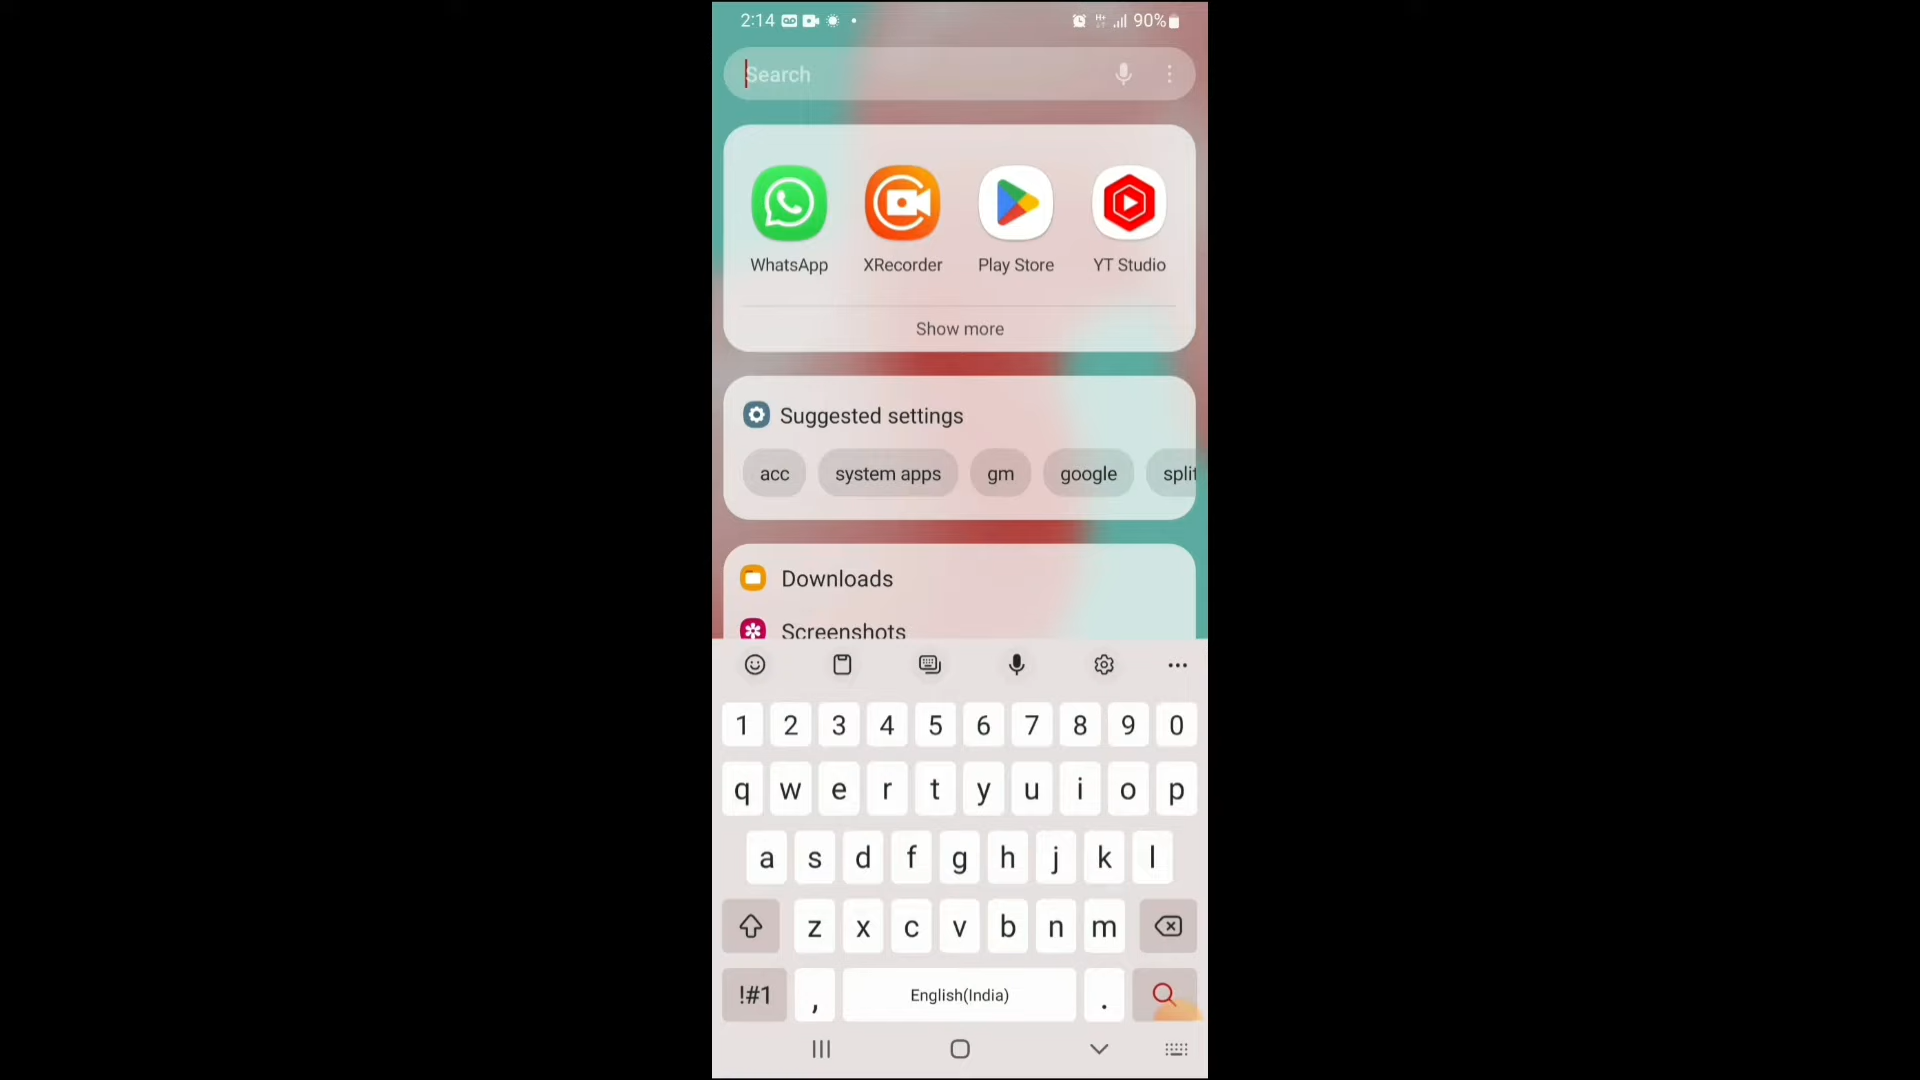 2:14 90%
Search
WhatsApp XRecorder Play Store YT Studio
Show more
Suggested settings
acc system apps gm google split
Downloads
Screenshots
1 2 3 4 5 6 7 8 9 0
q w e r t y u i o p
a s d f g h j k l
z x c v b n m
!#1 , English(India) .